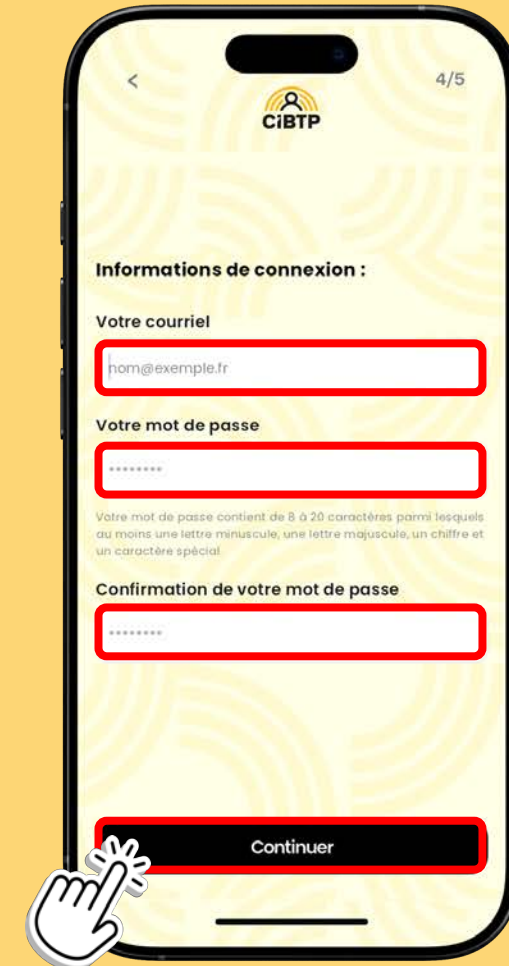 <
4/5
CiBTP
Informations de connexion :
Votre courriel
nom@exemple.fr
Votre mot de passe
••••••••
Votre mot de passe contient de 8 à 20 caractères parmi lesquels
au moins une lettre minuscule, une lettre majuscule, un chiffre et
un caractère spécial
Confirmation de votre mot de passe
••••••••
Continuer